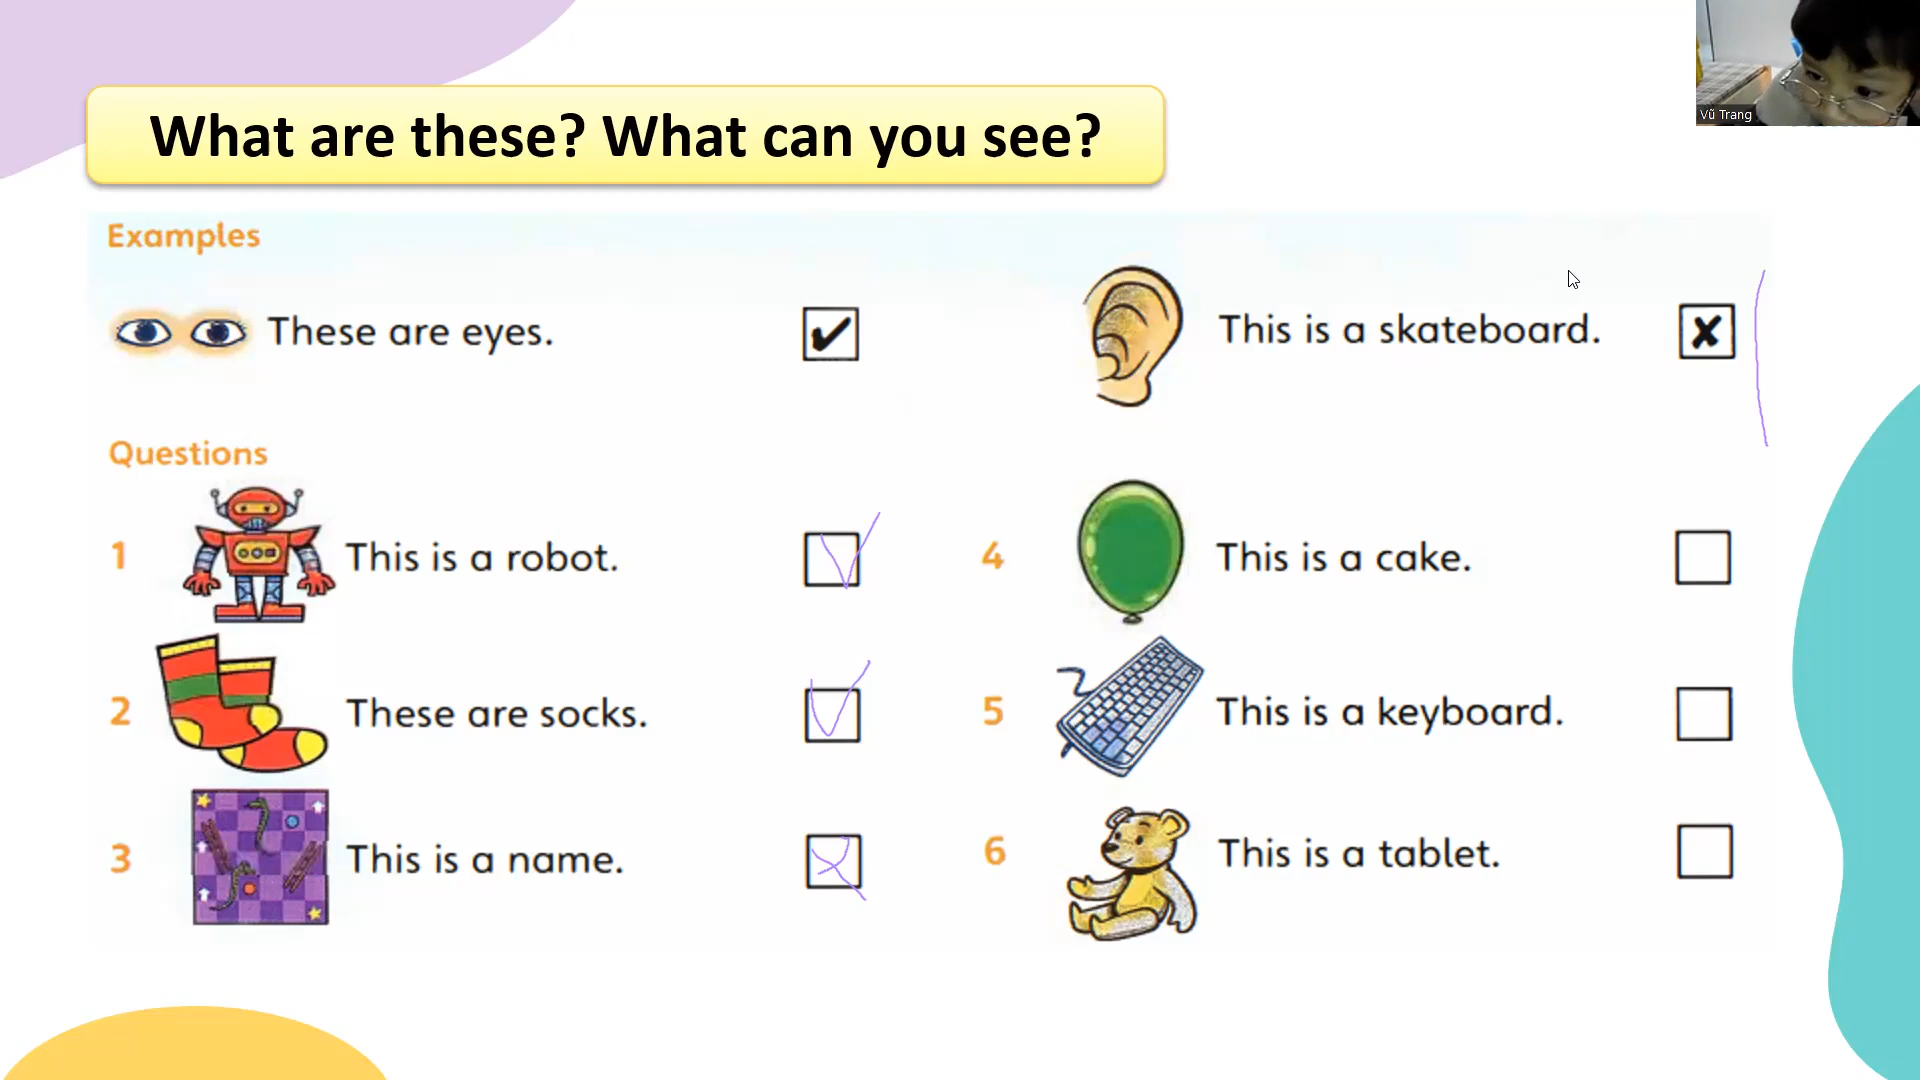 Vũ Trang
What are these? What can you see?
Examples
These are eyes.
This is a skateboard.
Questions
1 This is a robot.
4 This is a cake.
2 These are socks.
5 This is a keyboard.
3 This is a name.
6 This is a tablet.